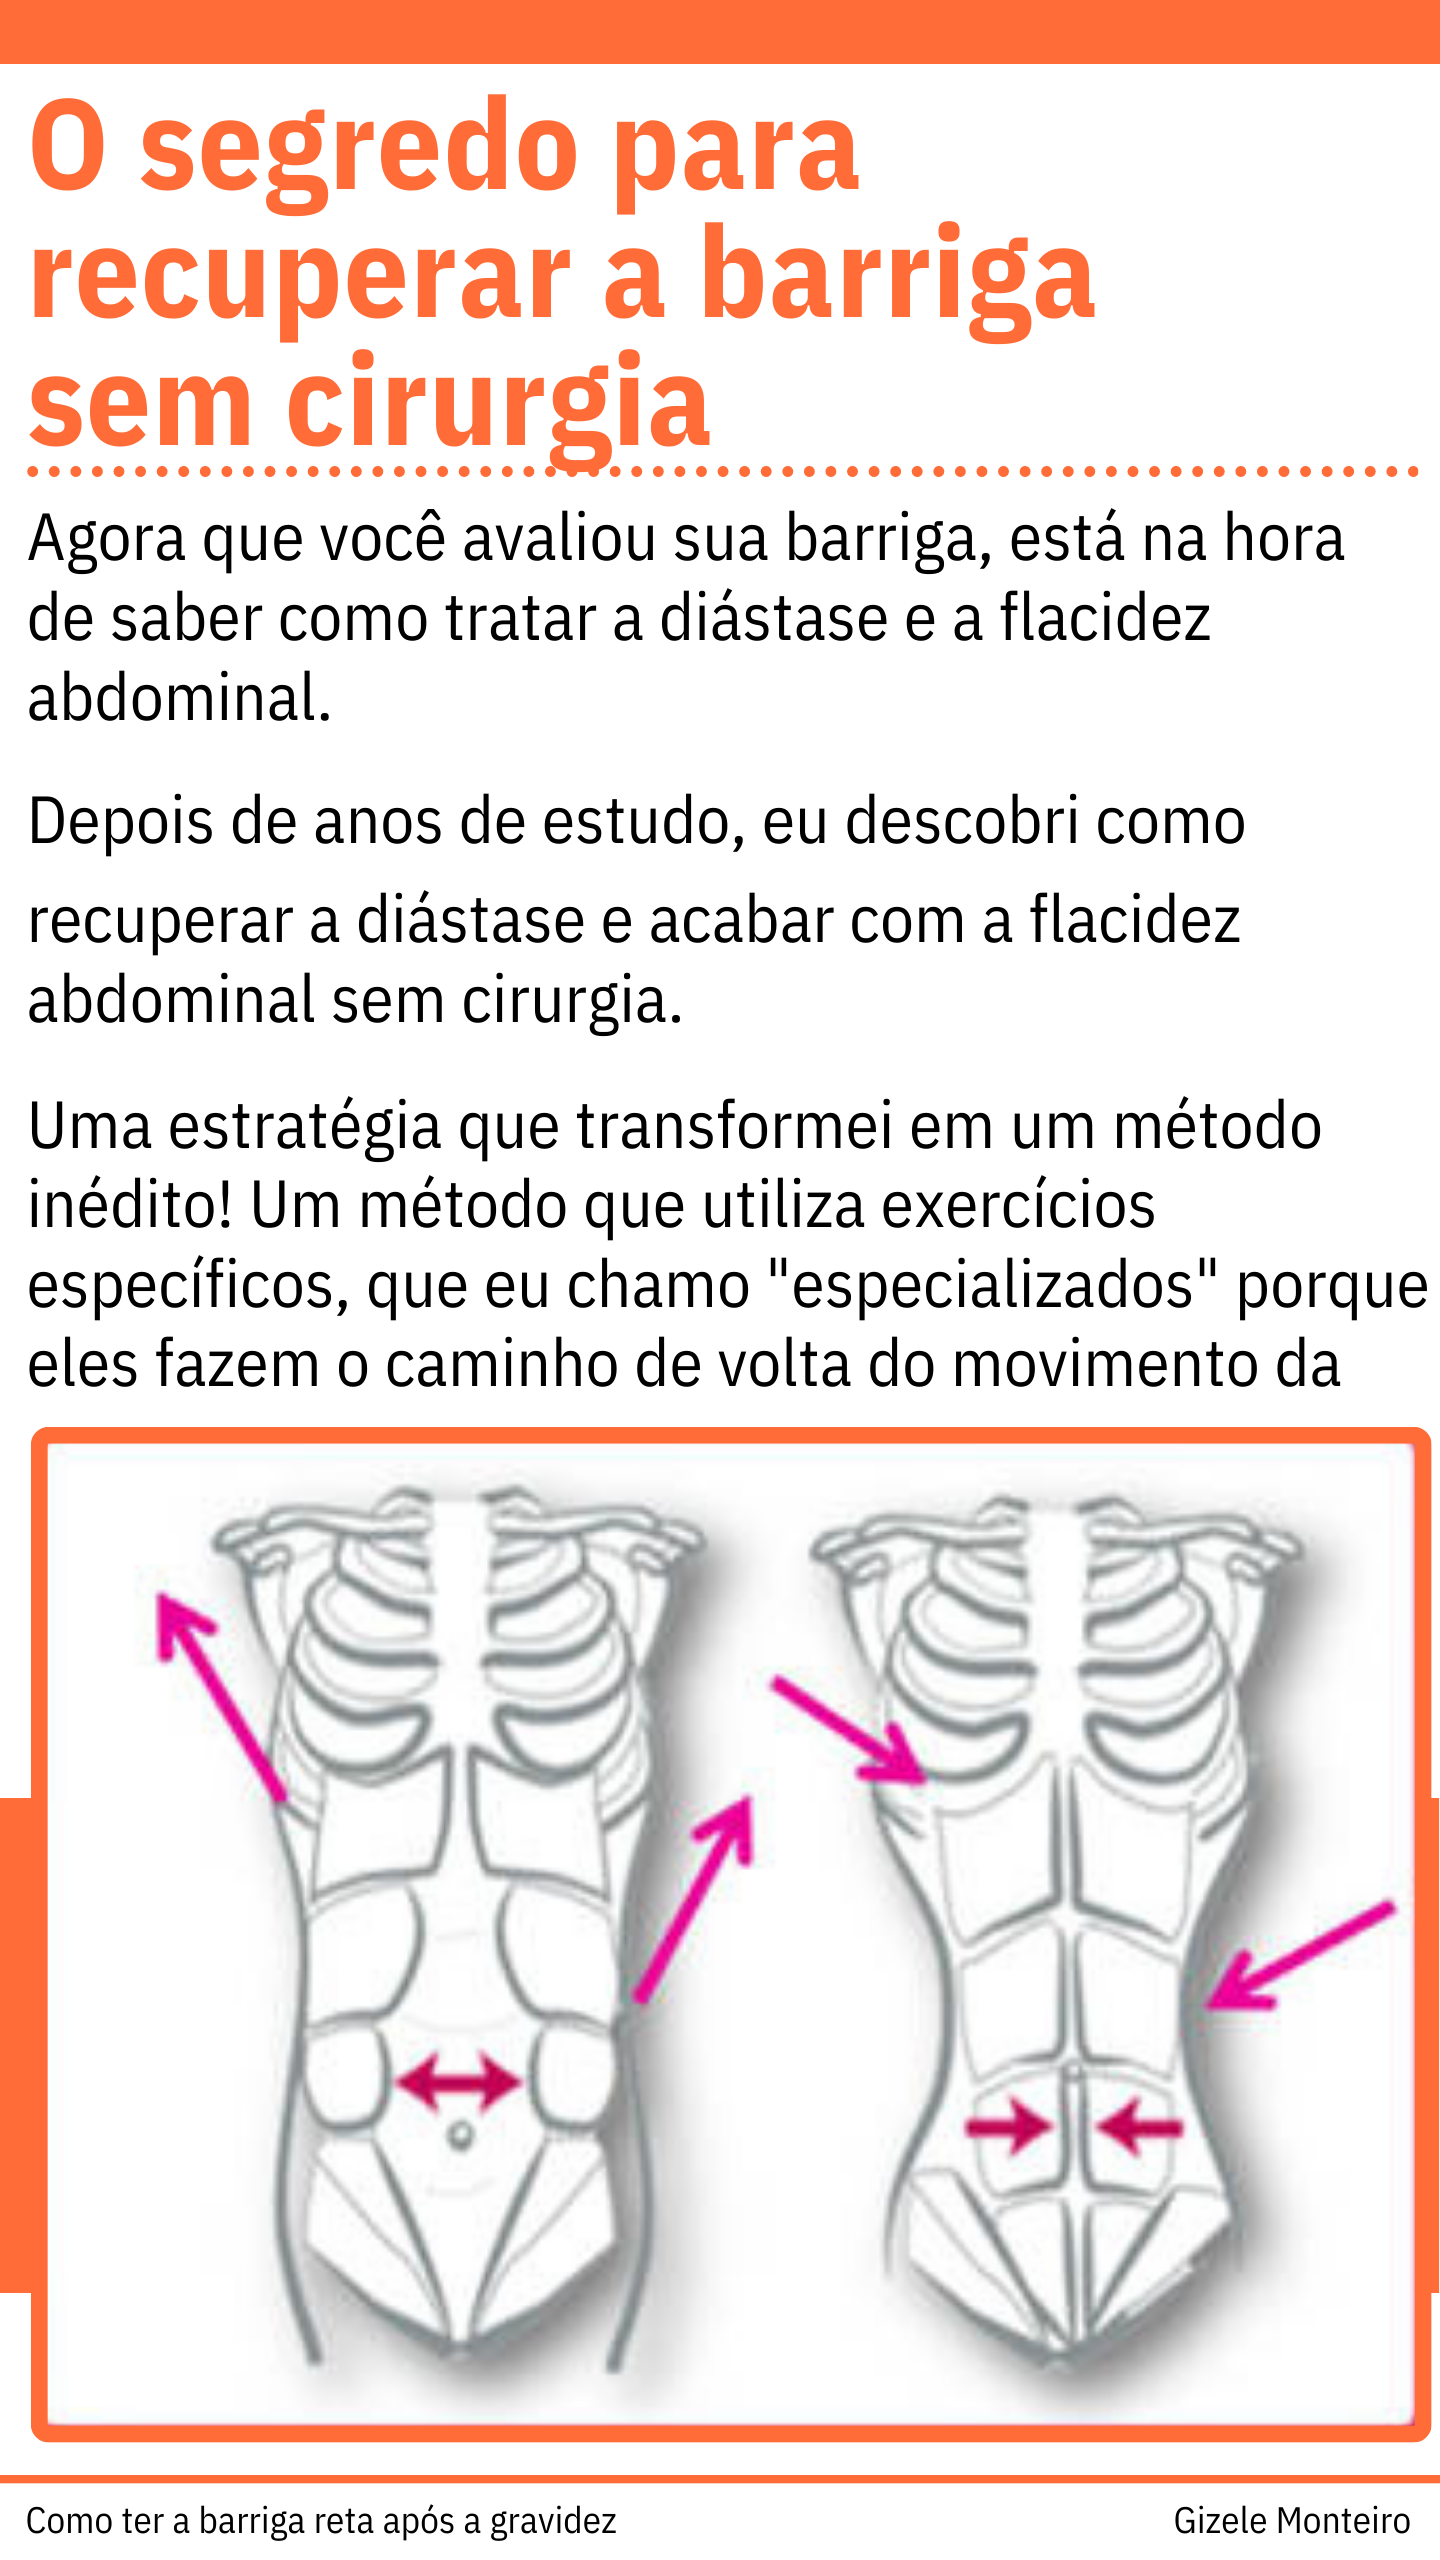 O segredo para
recuperar a barriga
sem cirurgia
Agora que você avaliou sua barriga, está na hora
de saber como tratar a diástase e a flacidez
abdominal.
Depois de anos de estudo, eu descobri como
recuperar a diástase e acabar com a flacidez
abdominal sem cirurgia.
Uma estratégia que transformei em um método
inédito! Um método que utiliza exercícios
específicos, que eu chamo "especializados" porque
eles fazem o caminho de volta do movimento da
Como ter a barriga reta após a gravidez
Gizele Monteiro